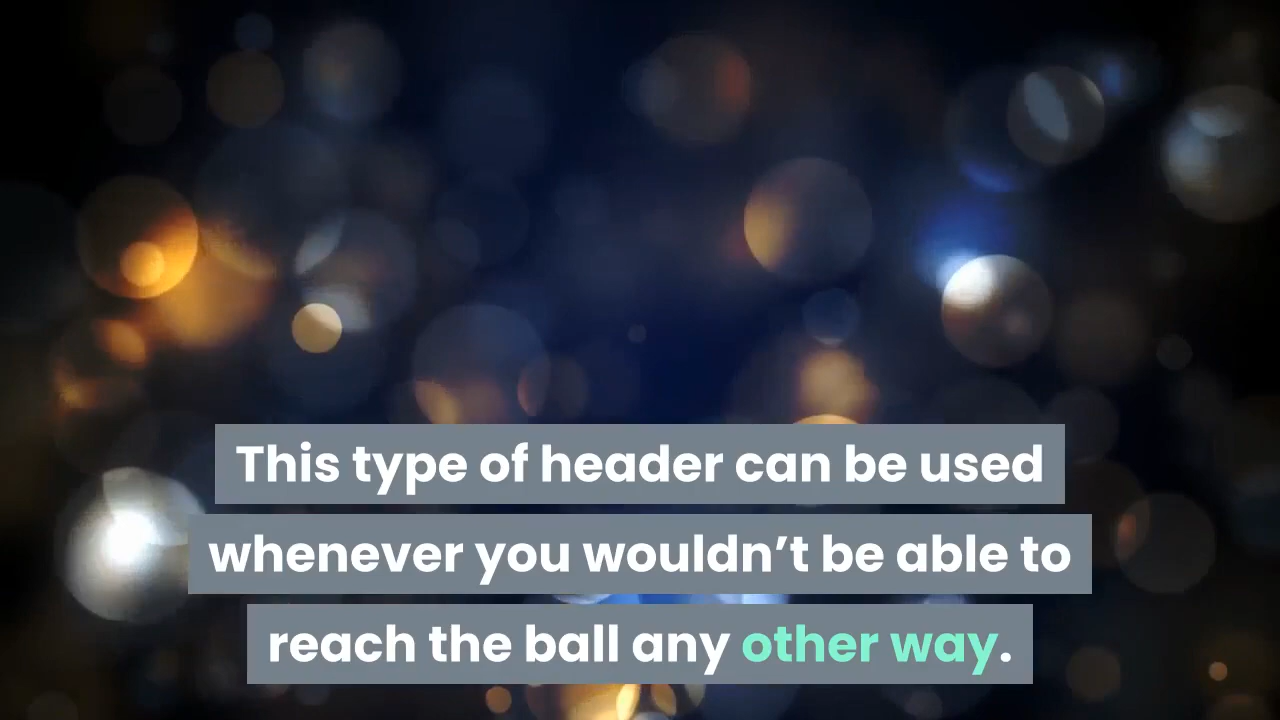 This type of header can be used
whenever you wouldn’t be able to
reach the ball any other way.